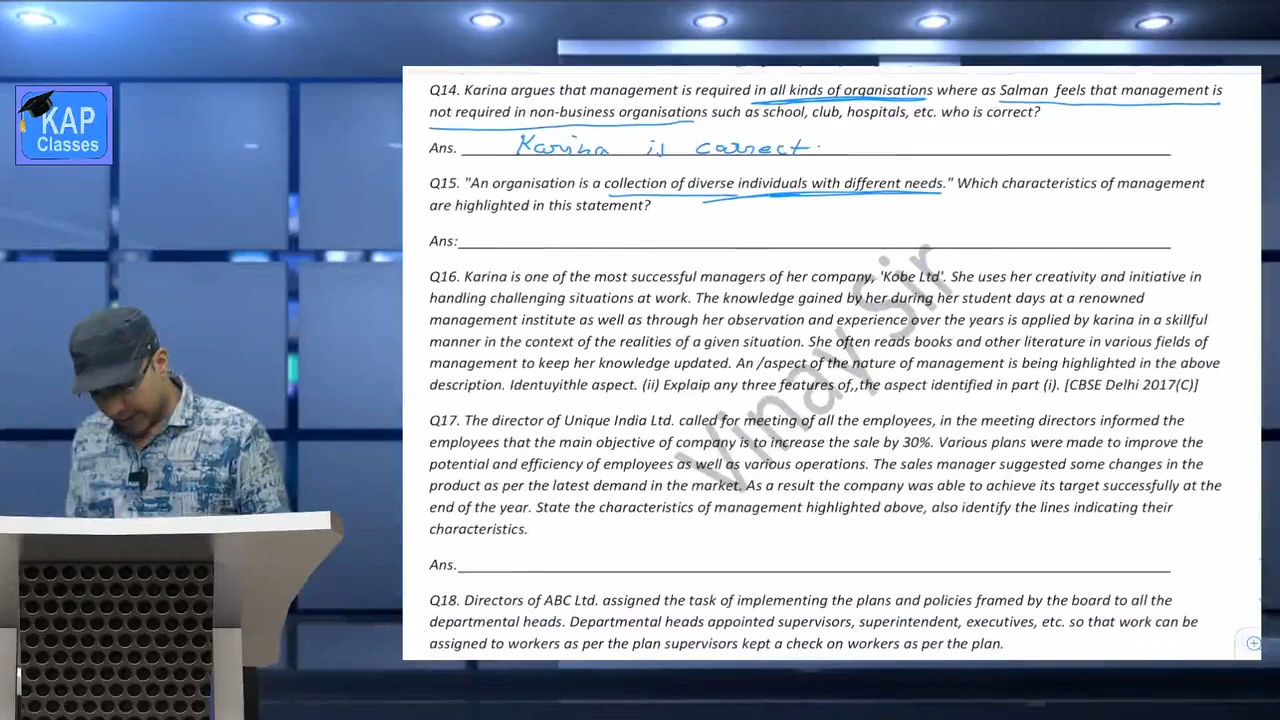 KAP
Classes
Q14. Karina argues that management is required in all kinds of organisations where as Salman feels that management is
not required in non-business organisations such as school, club, hospitals, etc. who is correct?
Ans. Karina is correct.
Q15. "An organisation is a collection of diverse individuals with different needs." Which characteristics of management
are highlighted in this statement?
Ans:
Q16. Karina is one of the most successful managers of her company, 'Kobe Ltd'. She uses her creativity and initiative in
handling challenging situations at work. The knowledge gained by her during her student days at a renowned
management institute as well as through her observation and experience over the years is applied by karina in a skillful
manner in the context of the realities of a given situation. She often reads books and other literature in various fields of
management to keep her knowledge updated. An /aspect of the nature of management is being highlighted in the above
description. Identuyithle aspect. (ii) Explaip any three features of,,the aspect identified in part (i). [CBSE Delhi 2017(C)]
Q17. The director of Unique India Ltd. called for meeting of all the employees, in the meeting directors informed the
employees that the main objective of company is to increase the sale by 30%. Various plans were made to improve the
potential and efficiency of employees as well as various operations. The sales manager suggested some changes in the
product as per the latest demand in the market. As a result the company was able to achieve its target successfully at the
end of the year. State the characteristics of management highlighted above, also identify the lines indicating their
characteristics.
Ans.
Q18. Directors of ABC Ltd. assigned the task of implementing the plans and policies framed by the board to all the
departmental heads. Departmental heads appointed supervisors, superintendent, executives, etc. so that work can be
assigned to workers as per the plan supervisors kept a check on workers as per the plan.
Vinay Sir